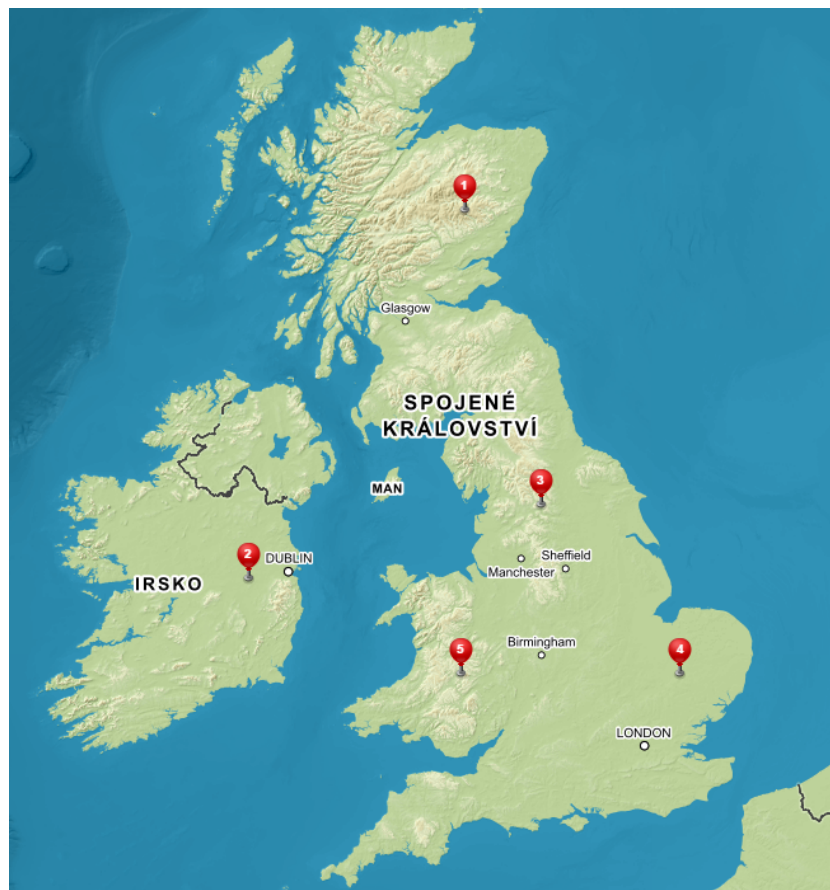 1
Glasgow
SPOJENÉ
KRÁLOVSTVÍ
MAN
3
2
DUBLIN
IRSKO
Sheffield
Manchester
5
Birmingham
4
LONDON